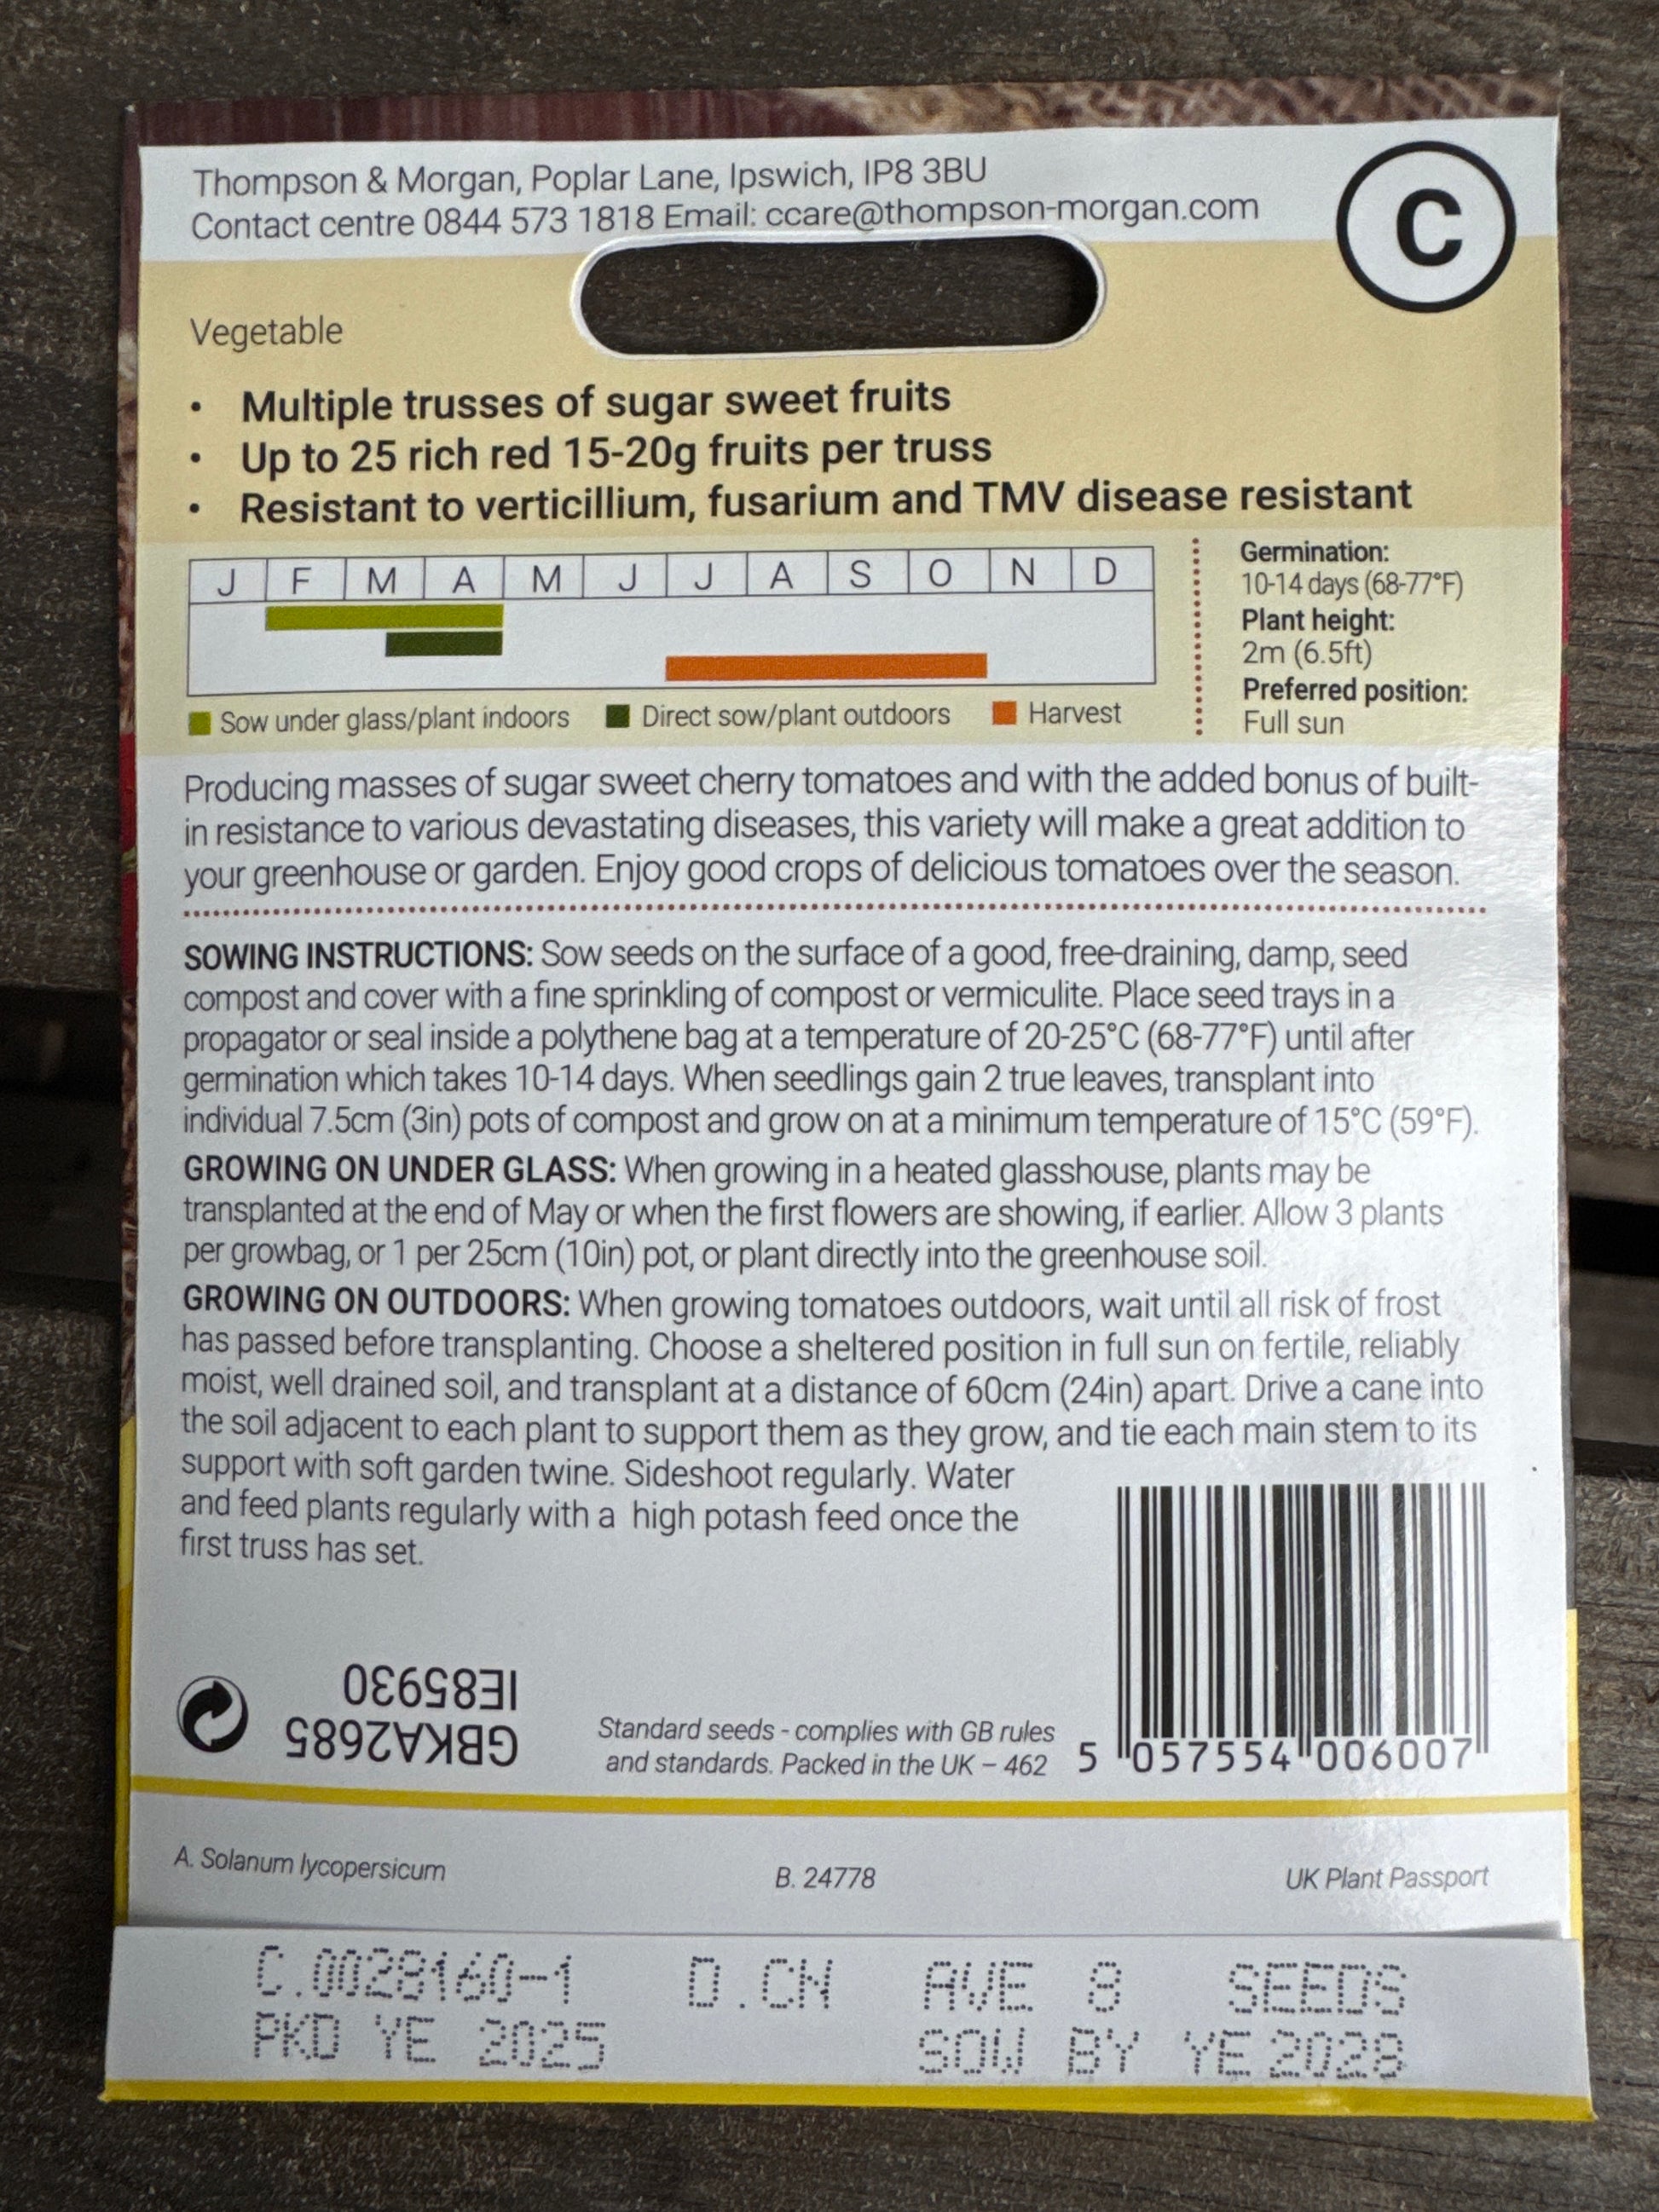 Thompson & Morgan, Poplar Lane, Ipswich, IP8 3BU
Contact centre 0844 573 1818 Email: ccare@thompson-morgan.com
C
Vegetable
• Multiple trusses of sugar sweet fruits
• Up to 25 rich red 15-20g fruits per truss
• Resistant to verticillium, fusarium and TMV disease resistant
J F M A M J J A S O N D
Sow under glass/plant indoors Direct sow/plant outdoors Harvest
Germination:
10-14 days (68-77°F)
Plant height:
2m (6.5ft)
Preferred position:
Full sun
Producing masses of sugar sweet cherry tomatoes and with the added bonus of built-
in resistance to various devastating diseases, this variety will make a great addition to
your greenhouse or garden. Enjoy good crops of delicious tomatoes over the season.
SOWING INSTRUCTIONS: Sow seeds on the surface of a good, free-draining, damp, seed
compost and cover with a fine sprinkling of compost or vermiculite. Place seed trays in a
propagator or seal inside a polythene bag at a temperature of 20-25°C (68-77°F) until after
germination which takes 10-14 days. When seedlings gain 2 true leaves, transplant into
individual 7.5cm (3in) pots of compost and grow on at a minimum temperature of 15°C (59°F).
GROWING ON UNDER GLASS: When growing in a heated glasshouse, plants may be
transplanted at the end of May or when the first flowers are showing, if earlier. Allow 3 plants
per growbag, or 1 per 25cm (10in) pot, or plant directly into the greenhouse soil.
GROWING ON OUTDOORS: When growing tomatoes outdoors, wait until all risk of frost
has passed before transplanting. Choose a sheltered position in full sun on fertile, reliably
moist, well drained soil, and transplant at a distance of 60cm (24in) apart. Drive a cane into
the soil adjacent to each plant to support them as they grow, and tie each main stem to its
support with soft garden twine. Sideshoot regularly. Water
and feed plants regularly with a high potash feed once the
first truss has set.
GBKA2685
IE85930
Standard seeds - complies with GB rules
and standards. Packed in the UK – 462
5 057554 006007
A. Solanum lycopersicum B. 24778 UK Plant Passport
C.0028160-1 D.CN AVE 8 SEEDS
PKD YE 2025 SOW BY YE 2028